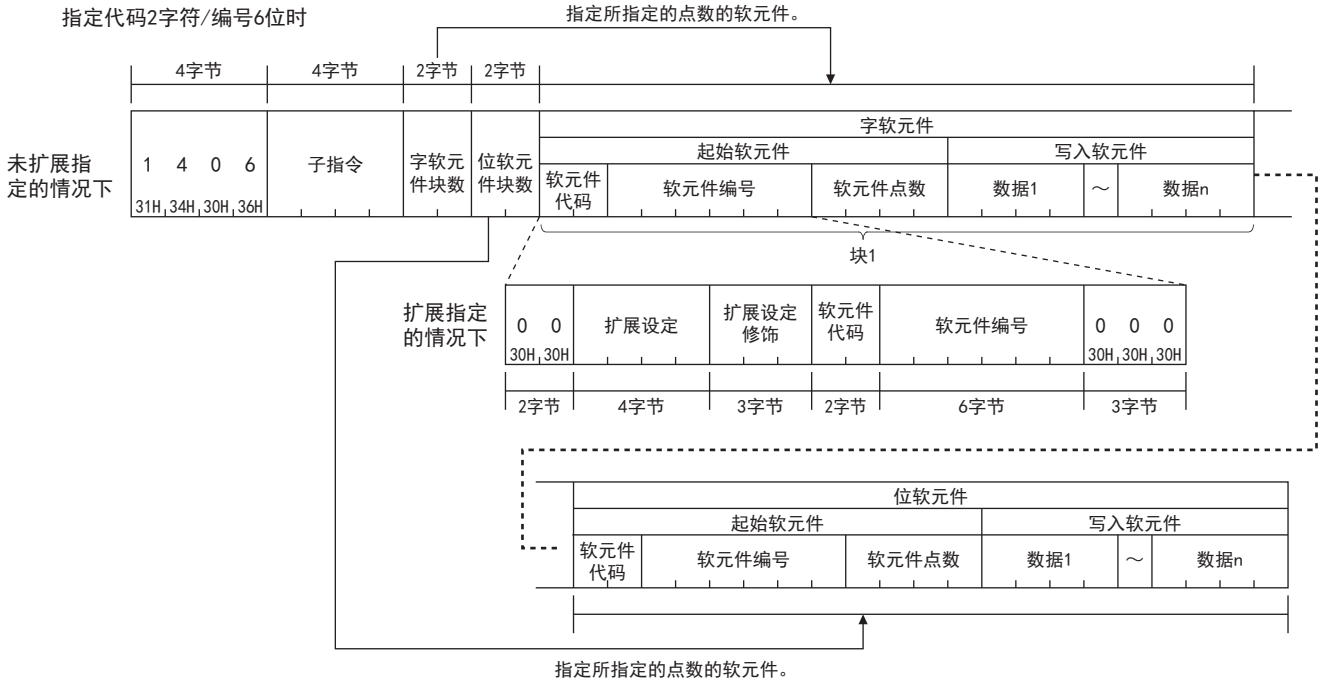 指定代码2字符/编号6位时
指定所指定的点数的软元件。
4字节 4字节 2字节 2字节
未扩展指
定的情况下
1 4 0 6
31H 34H 30H 36H
子指令
字软元
件块数
位软元
件块数
字软元件
起始软元件 写入软元件
软元件
代码
软元件编号 软元件点数 数据1 ～ 数据n
块1
扩展指定
的情况下
0 0
30H 30H
扩展设定
扩展设定
修饰
软元件
代码
软元件编号
0 0 0
30H 30H 30H
2字节 4字节 3字节 2字节 6字节 3字节
位软元件
起始软元件 写入软元件
软元件
代码
软元件编号 软元件点数 数据1 ～ 数据n
指定所指定的点数的软元件。